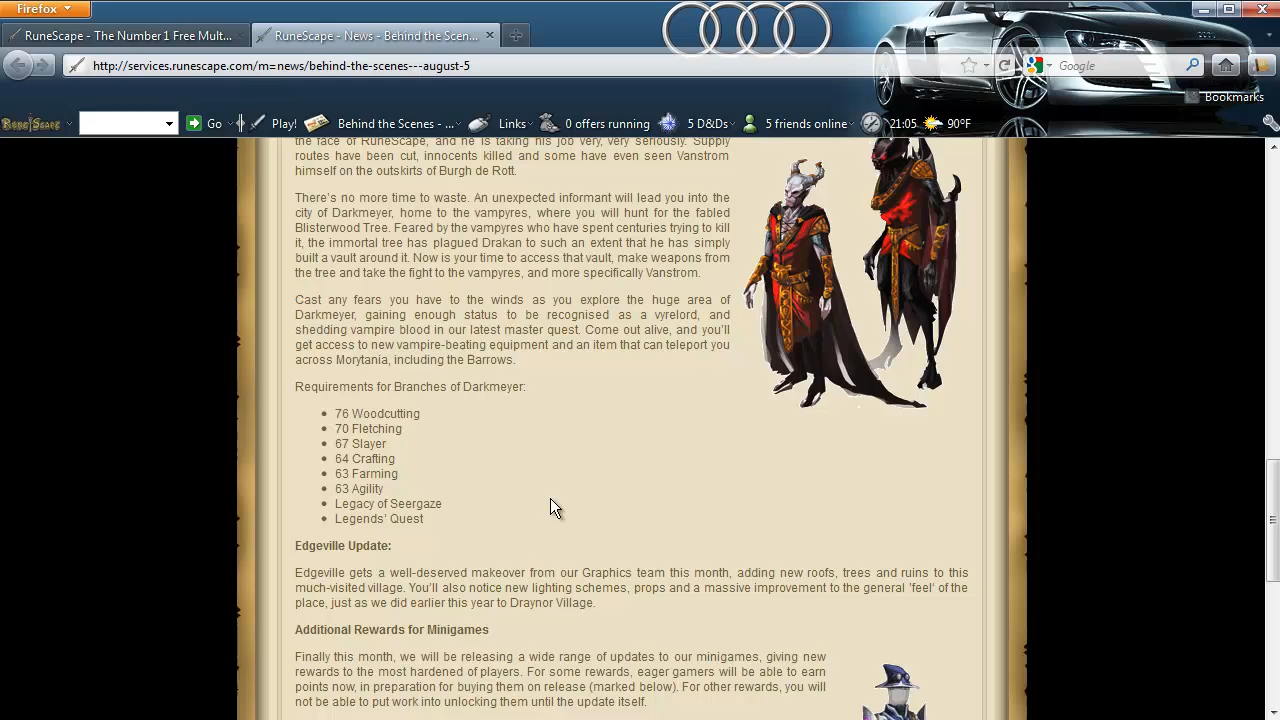 Firefox
RuneScape - The Number 1 Free Mult...
RuneScape - News - Behind the Scen...
http://services.runescape.com/m=news/behind-the-scenes---august-5
Google
Bookmarks
RuneScape
Go
Play!
Behind the Scenes - ...
Links
0 offers running
5 D&Ds
5 friends online
21:05
90°F
the face of RuneScape, and he is taking his job very, very seriously. Supply
routes have been cut, innocents killed and some have even seen Vanstrom
himself on the outskirts of Burgh de Rott.
There's no more time to waste. An unexpected informant will lead you into the
city of Darkmeyer, home to the vampyres, where you will hunt for the fabled
Blisterwood Tree. Feared by the vampyres who have spent centuries trying to kill
it, the immortal tree has plagued Drakan to such an extent that he has simply
built a vault around it. Now is your time to access that vault, make weapons from
the tree and take the fight to the vampyres, and more specifically Vanstrom.
Cast any fears you have to the winds as you explore the huge area of
Darkmeyer, gaining enough status to be recognised as a vyrelord, and
shedding vampire blood in our latest master quest. Come out alive, and you'll
get access to new vampire-beating equipment and an item that can teleport you
across Morytania, including the Barrows.
Requirements for Branches of Darkmeyer:
76 Woodcutting
70 Fletching
67 Slayer
64 Crafting
63 Farming
63 Agility
Legacy of Seergaze
Legends' Quest
Edgeville Update:
Edgeville gets a well-deserved makeover from our Graphics team this month, adding new roofs, trees and ruins to this
much-visited village. You'll also notice new lighting schemes, props and a massive improvement to the general 'feel' of the
place, just as we did earlier this year to Draynor Village.
Additional Rewards for Minigames
Finally this month, we will be releasing a wide range of updates to our minigames, giving new
rewards to the most hardened of players. For some rewards, eager gamers will be able to earn
points now, in preparation for buying them on release (marked below). For other rewards, you will
not be able to put work into unlocking them until the update itself.